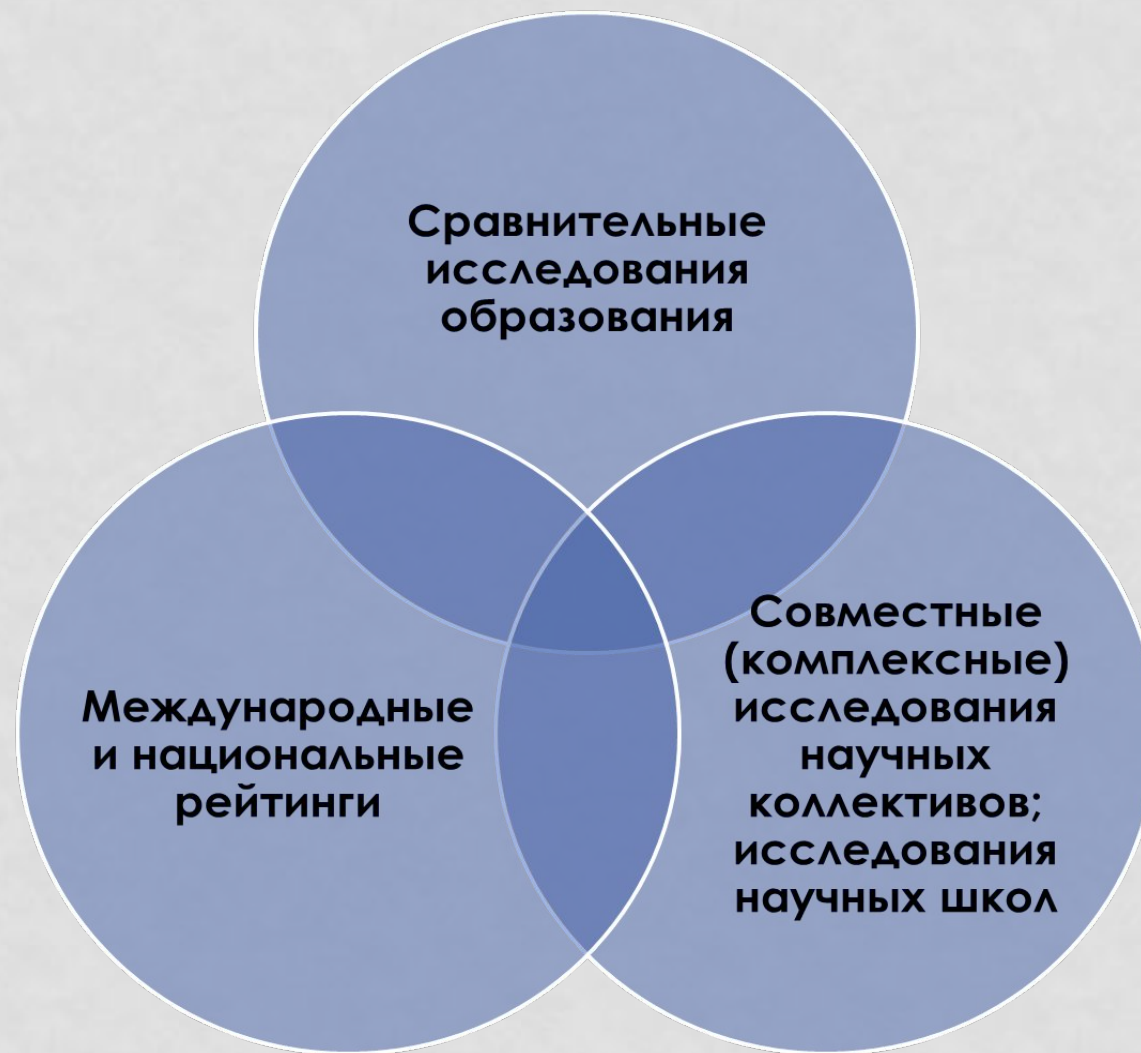 Сравнительные
исследования
образования
Международные
и национальные
рейтинги
Совместные
(комплексные)
исследования
научных
коллективов;
исследования
научных школ